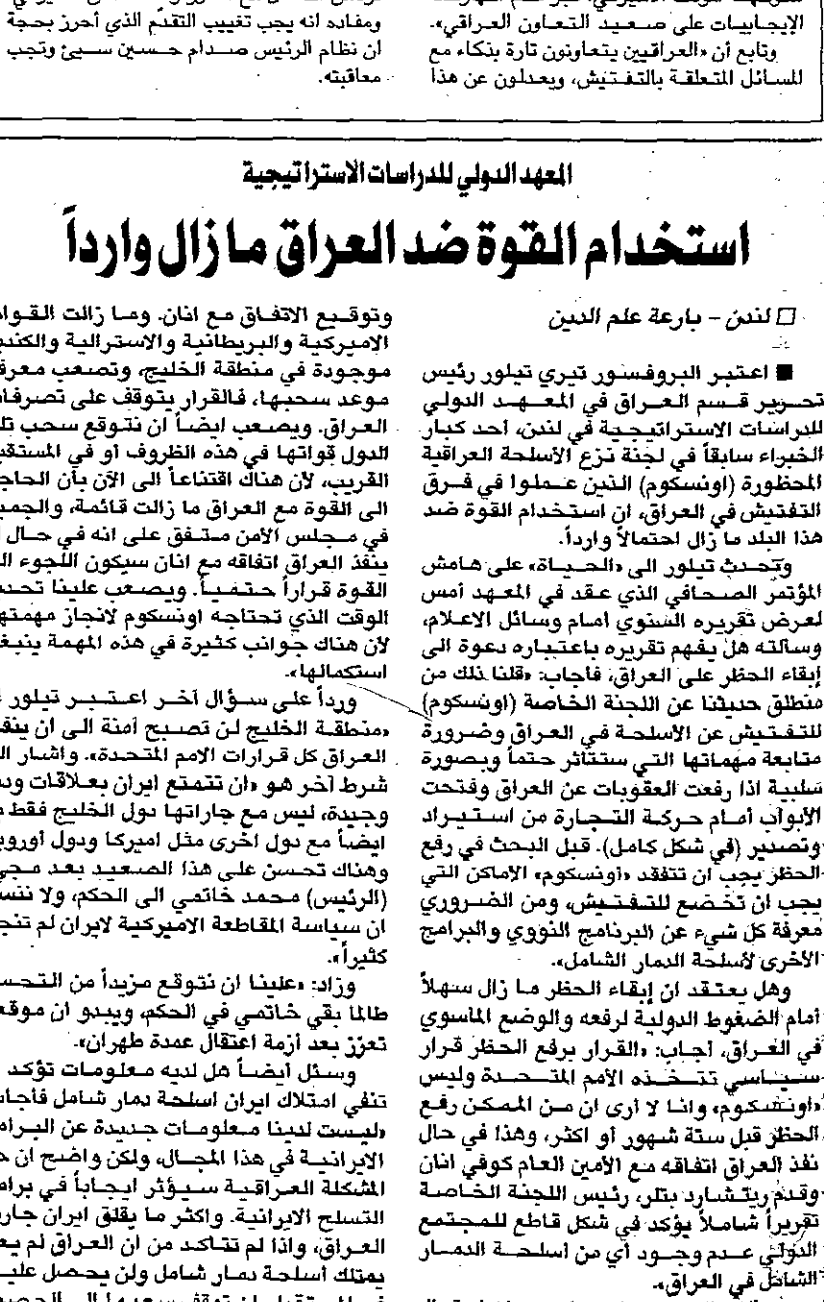 الإيجابيات على صعيد التعاون العراقي».
وتابع أن «العراقيين يتعاونون تارة بذكاء مع
المسائل المتعلقة بالتفتيش، ويعدلون عن هذا
ومفاده انه يجب تغييب التقدم الذي أحرز بحجة
ان نظام الرئيس صدام حسين سيئ وتجب
معاقبته.
المعهد الدولي للدراسات الاستراتيجية
استخدام القوة ضد العراق ما زال وارداً
□ لندن - بارعة علم الدين
■ اعتبر البروفسور تيري تيلور رئيس
تحرير قسم العراق في المعهد الدولي
للدراسات الاستراتيجية في لندن، احد كبار
الخبراء سابقاً في لجنة نزع الأسلحة العراقية
المحظورة (اونسكوم) الذين عملوا في فرق
التفتيش في العراق، ان استخدام القوة ضد
هذا البلد ما زال احتمالاً وارداً.
وتحدث تيلور الى «الحياة» على هامش
المؤتمر الصحافي الذي عقد في المعهد أمس
لعرض تقريره السنوي امام وسائل الاعلام،
وسألته هل يفهم تقريره باعتباره دعوة الى
إبقاء الحظر على العراق، فأجاب: «قلنا ذلك من
منطلق حديثنا عن اللجنة الخاصة (اونسكوم)
للتفتيش عن الأسلحة في العراق وضرورة
متابعة مهماتها التي ستتأثر حتماً وبصورة
سلبية اذا رفعت العقوبات عن العراق وفتحت
الأبواب أمام حركة التجارة من استيراد
وتصدير (في شكل كامل). قبل البحث في رفع
الحظر يجب ان تتفقد «أونسكوم» الاماكن التي
يجب ان تخضع للتفتيش، ومن الضروري
معرفة كل شيء عن البرنامج النووي والبرامج
الأخرى لأسلحة الدمار الشامل».
وهل يعتقد ان إبقاء الحظر ما زال سهلاً
أمام الضغوط الدولية لرفعه والوضع الماسوي
في العراق، أجاب: «القرار برفع الحظر قرار
سياسي تتخذه الأمم المتحدة وليس
«اونسكوم» وانا لا ارى ان من الممكن رفع
الحظر قبل ستة شهور أو اكثر، وهذا في حال
نفذ العراق اتفاقه مع الأمين العام كوفي انان
وقدم ريتشارد بتلر، رئيس اللجنة الخاصة
تقريراً شاملاً يؤكد في شكل قاطع للمجتمع
الدولي عدم وجود أي من أسلحة الدمار
الشامل في العراق».
وتوقيع الاتفاق مع انان. وما زالت القوات
الاميركية والبريطانية والاسترالية والكندية
موجودة في منطقة الخليج، وتصعب معرفة
موعد سحبها، فالقرار يتوقف على تصرفات
العراق. ويصعب ايضاً ان نتوقع سحب تلك
الدول قواتها في هذه الظروف أو في المستقبل
القريب، لأن هناك اقتناعاً الى الآن بأن الحاجة
الى القوة مع العراق ما زالت قائمة، والجميع
في مجلس الأمن متفق على انه في حال
ينفذ العراق اتفاقه مع انان سيكون اللجوء الى
القوة قراراً حتمياً. ويصعب علينا تحديد
الوقت الذي تحتاجه اونسكوم لانجاز مهمتها
لأن هناك جوانب كثيرة في هذه المهمة ينبغي
استكمالها».
ورداً على سؤال آخر اعتبر تيلور
«منطقة الخليج لن تصبح آمنة الى ان ينفذ
العراق كل قرارات الامم المتحدة». واشار الى
شرط آخر هو «ان تتمتع ايران بعلاقات ودية
وجيدة، ليس مع جاراتها دول الخليج فقط
ايضاً مع دول اخرى مثل اميركا ودول أوروبا
وهناك تحسن على هذا الصعيد بعد مجيء
(الرئيس) محمد خاتمي الى الحكم، ولا ننسى
ان سياسة المقاطعة الاميركية لايران لم تنجح
كثيراً».
وزاد: «علينا ان نتوقع مزيداً من التحسن
طالما بقي خاتمي في الحكم، ويبدو ان موقعه
تعزز بعد أزمة اعتقال عمدة طهران».
وسئل أيضاً هل لديه معلومات تؤكد
تنفي امتلاك ايران اسلحة دمار شامل فأجاب
«ليست لدينا معلومات جديدة عن البرامج
الايرانية في هذا المجال، ولكن واضح ان حل
المشكلة العراقية سيؤثر ايجاباً في برامج
التسلح الايرانية. واكثر ما يقلق ايران جارها
العراق، واذا لم تتأكد من ان العراق لم يعد
يمتلك أسلحة دمار شامل ولن يحصل عليها